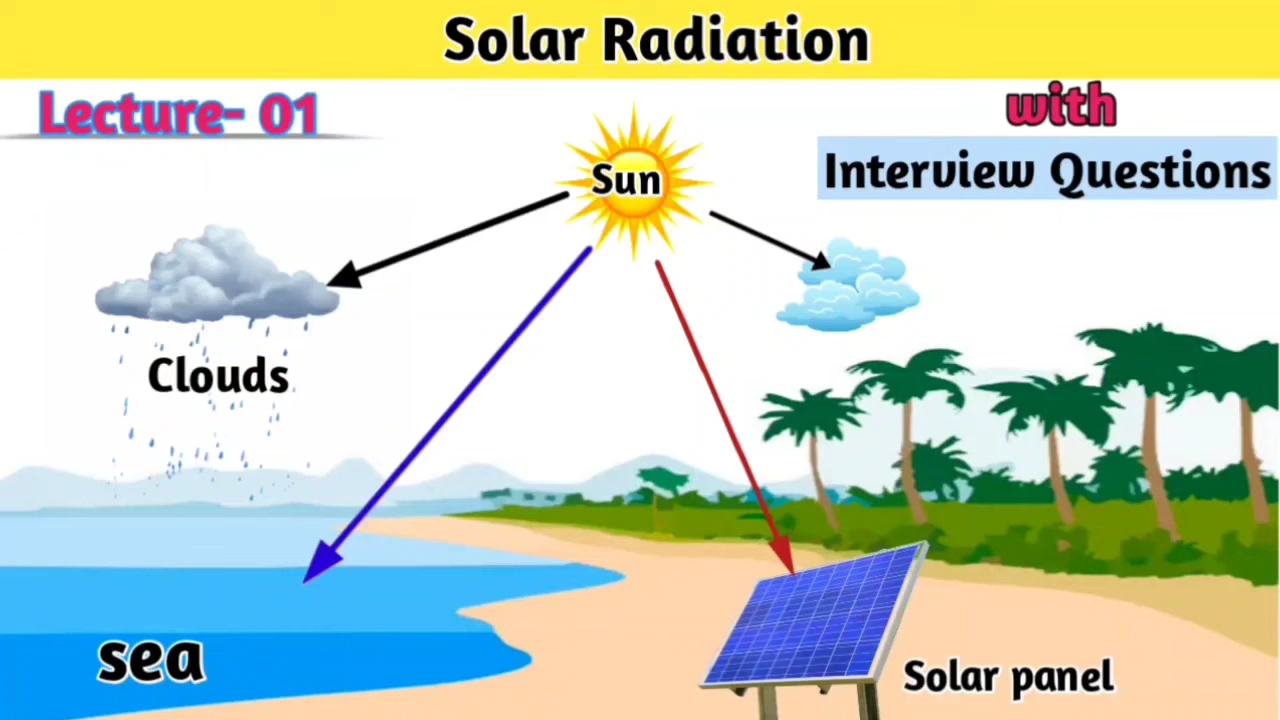 Solar Radiation
Lecture- 01
with
Interview Questions
Sun
Clouds
sea
Solar panel